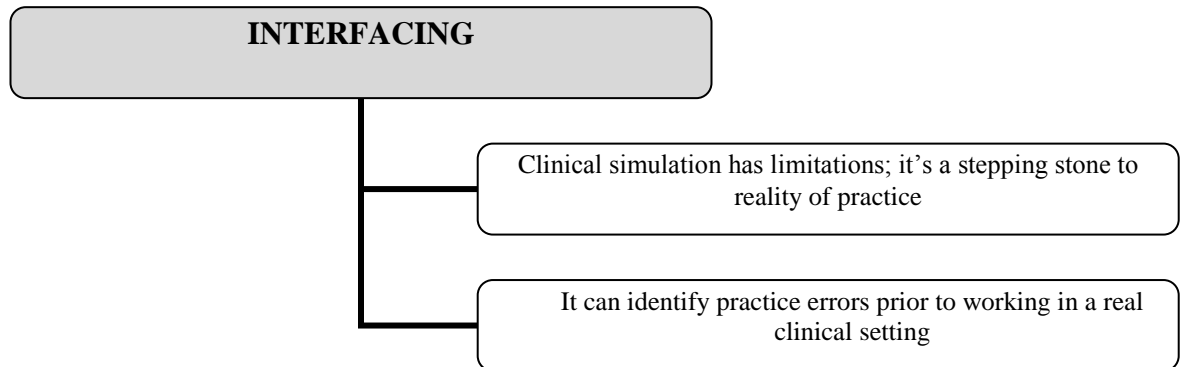 INTERFACING
Clinical simulation has limitations; it’s a stepping stone to
reality of practice
It can identify practice errors prior to working in a real
clinical setting